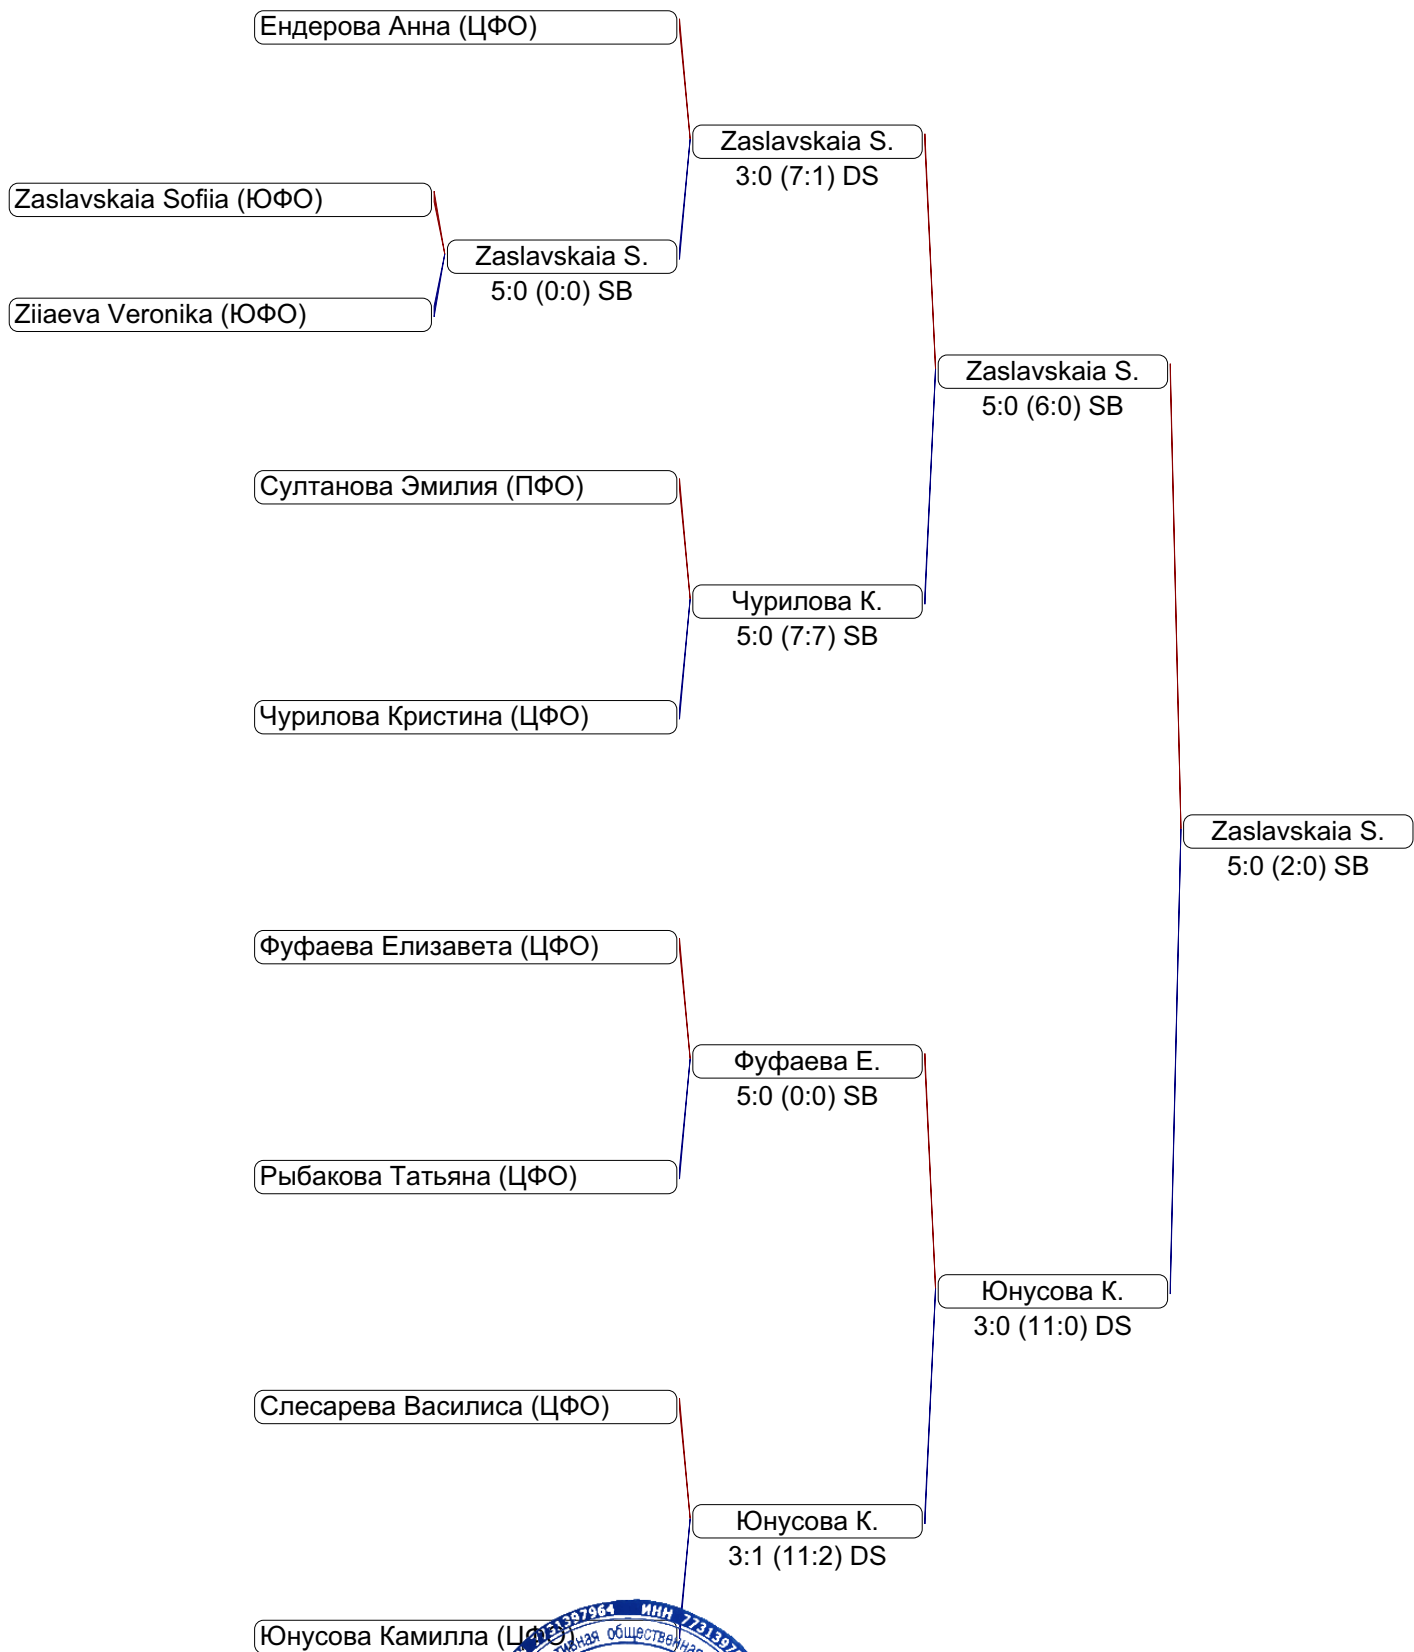 Ендерова Анна (ЦФО)
Zaslavskaia S.
3:0 (7:1) DS
Zaslavskaia Sofiia (ЮФО)
Zaslavskaia S.
5:0 (0:0) SB
Ziiaeva Veronika (ЮФО)
Zaslavskaia S.
5:0 (6:0) SB
Султанова Эмилия (ПФО)
Чурилова К.
5:0 (7:7) SB
Чурилова Кристина (ЦФО)
Zaslavskaia S.
5:0 (2:0) SB
Фуфаева Елизавета (ЦФО)
Фуфаева Е.
5:0 (0:0) SB
Рыбакова Татьяна (ЦФО)
Юнусова К.
3:0 (11:0) DS
Слесарева Василиса (ЦФО)
Юнусова К.
3:1 (11:2) DS
Юнусова Камилла (ЦФО)
ИНН
общественная